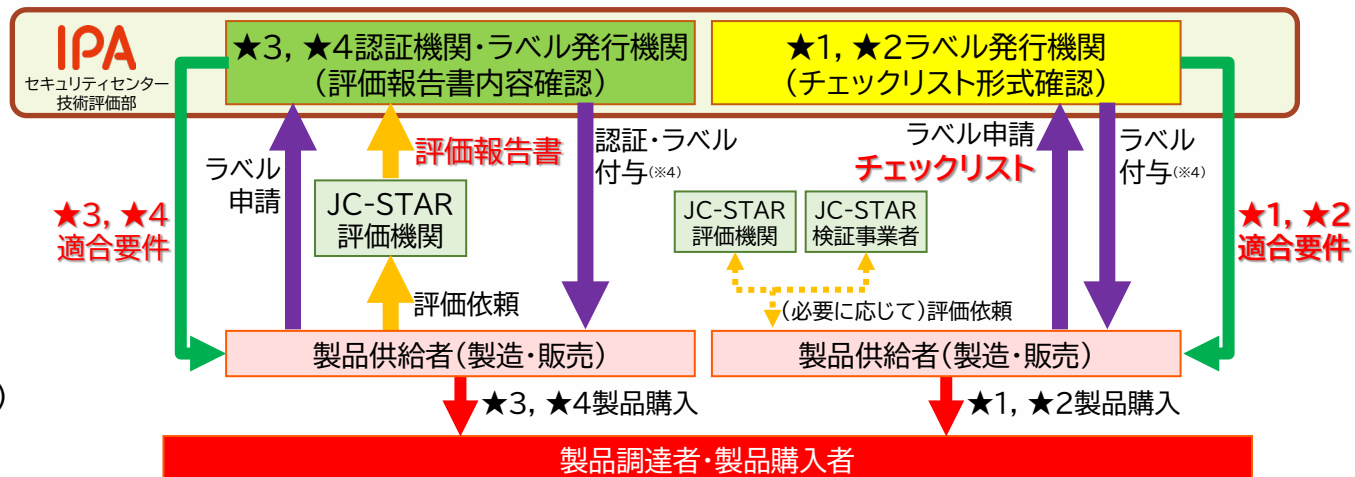 IPA
セキュリティセンター
技術評価部
★3, ★4認証機関・ラベル発行機関
（評価報告書内容確認）
★1, ★2ラベル発行機関
（チェックリスト形式確認）
ラベル
申請
評価報告書
認証・ラベル
付与(※4)
ラベル申請
チェックリスト
ラベル
付与(※4)
★3, ★4
適合要件
JC-STAR
評価機関
JC-STAR
評価機関
JC-STAR
検証事業者
★1, ★2
適合要件
評価依頼
（必要に応じて）評価依頼
製品供給者（製造・販売）
製品供給者（製造・販売）
）
★3, ★4製品購入
★1, ★2製品購入
製品調達者・製品購入者